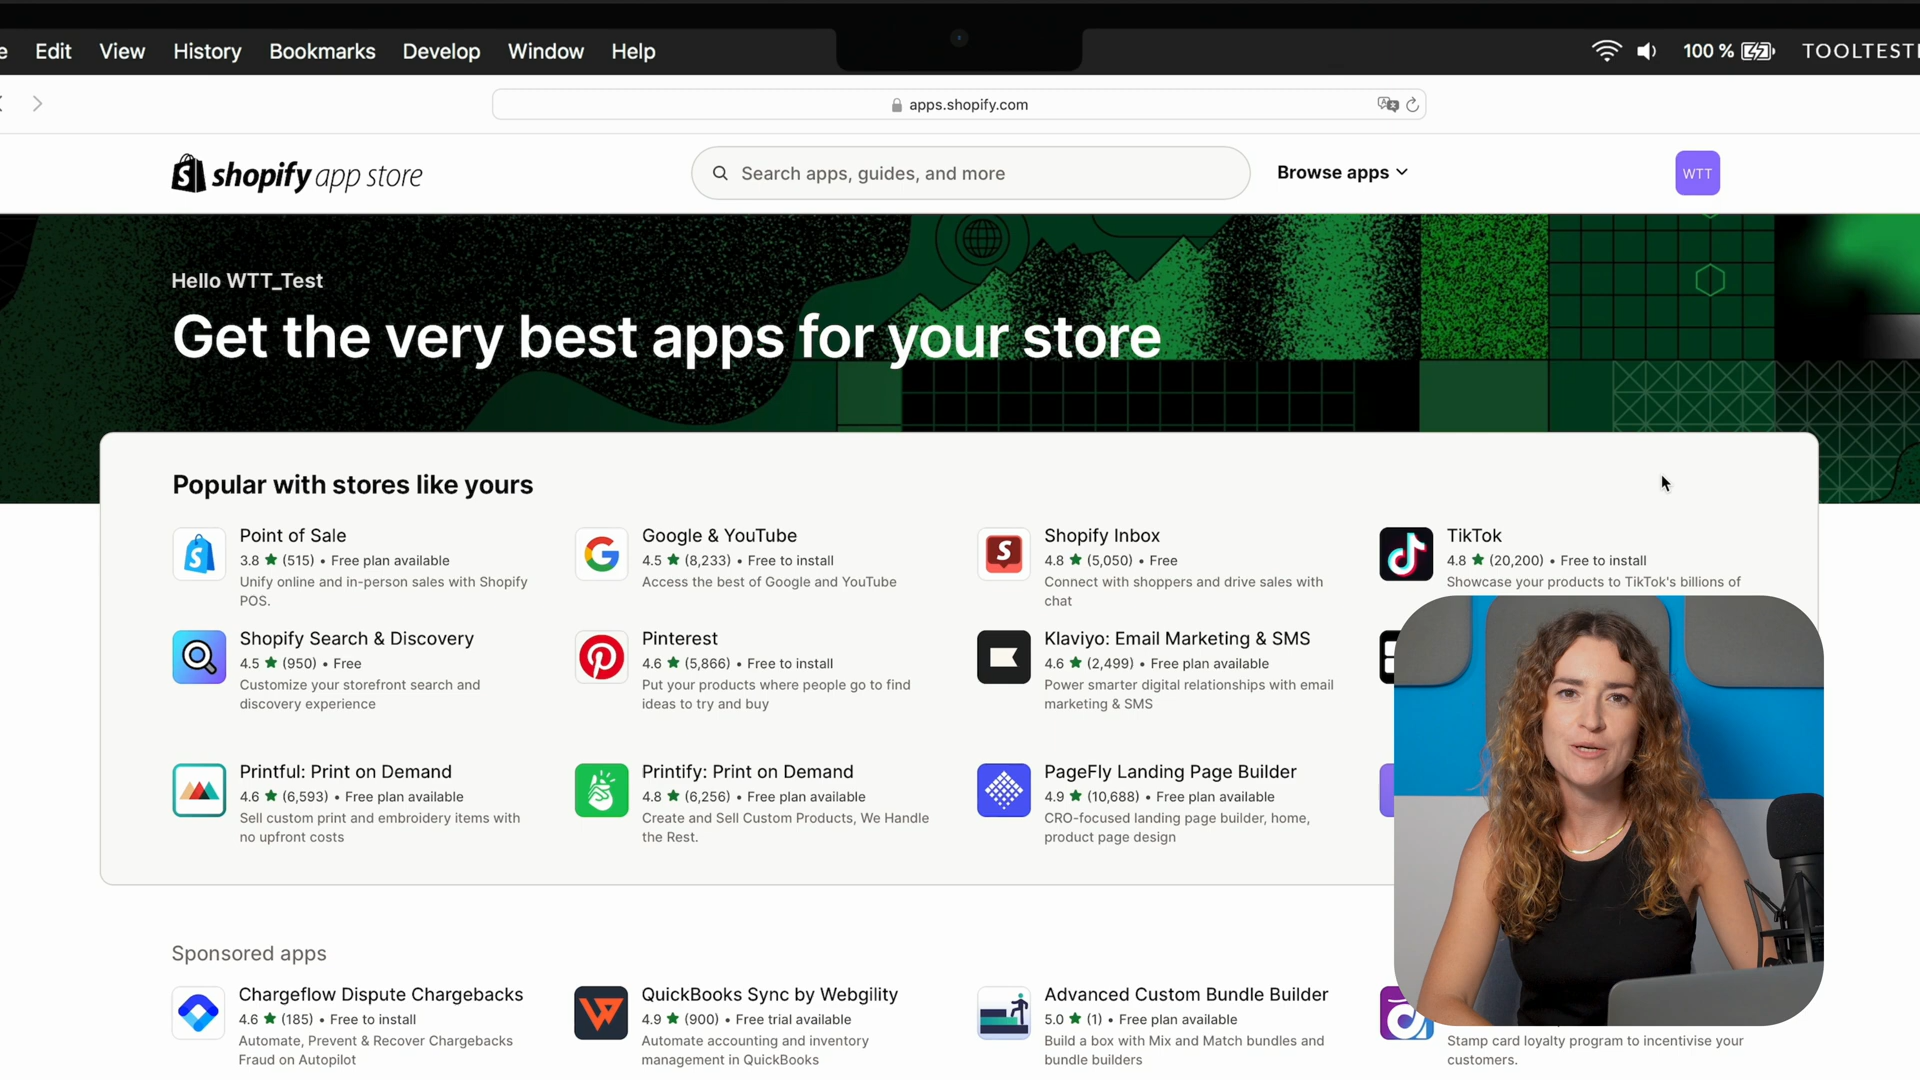 Edit View History Bookmarks Develop Window Help
100 %
apps.shopify.com
shopify app store
Search apps, guides, and more
Browse apps
WTT
Hello WTT_Test
Get the very best apps for your store
Popular with stores like yours
Point of Sale
3.8 ★ (515) • Free plan available
Unify online and in-person sales with Shopify
POS.
Google & YouTube
4.5 ★ (8,233) • Free to install
Access the best of Google and YouTube
Shopify Inbox
4.8 ★ (5,050) • Free
Connect with shoppers and drive sales with
chat
TikTok
4.8 ★ (20,200) • Free to install
Showcase your products to TikTok's billions of
Shopify Search & Discovery
4.5 ★ (950) • Free
Customize your storefront search and
discovery experience
Pinterest
4.6 ★ (5,866) • Free to install
Put your products where people go to find
ideas to try and buy
Klaviyo: Email Marketing & SMS
4.6 ★ (2,499) • Free plan available
Power smarter digital relationships with email
marketing & SMS
Printful: Print on Demand
4.6 ★ (6,593) • Free plan available
Sell custom print and embroidery items with
no upfront costs
Printify: Print on Demand
4.8 ★ (6,256) • Free plan available
Create and Sell Custom Products, We Handle
the Rest.
PageFly Landing Page Builder
4.9 ★ (10,688) • Free plan available
CRO-focused landing page builder, home,
product page design
Sponsored apps
Chargeflow Dispute Chargebacks
4.6 ★ (185) • Free to install
Automate, Prevent & Recover Chargebacks
Fraud on Autopilot
QuickBooks Sync by Webgility
4.9 ★ (900) • Free trial available
Automate accounting and inventory
management in QuickBooks
Advanced Custom Bundle Builder
5.0 ★ (1) • Free plan available
Build a box with Mix and Match bundles and
bundle builders
Stamp card loyalty program to incentivise your
customers.